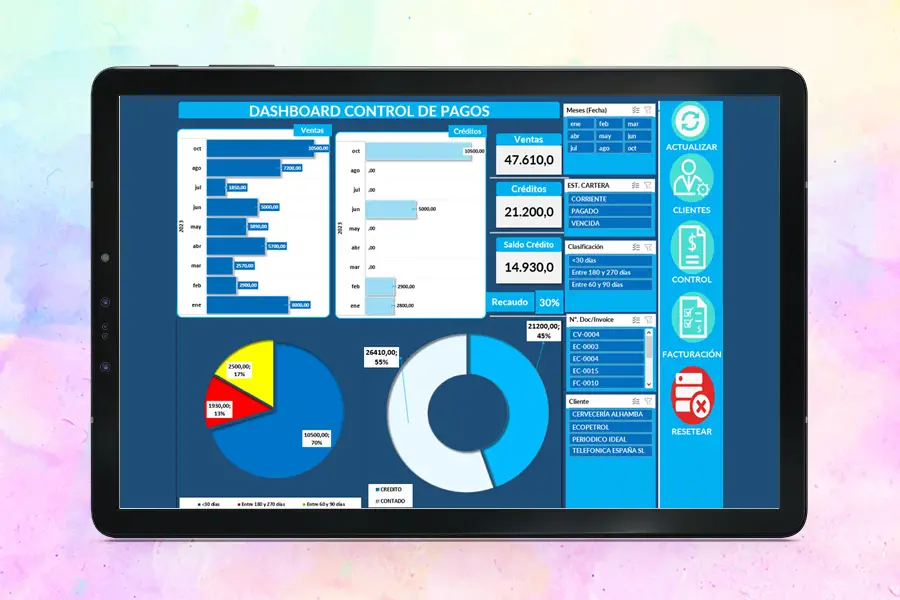 DASHBOARD CONTROL DE PAGOS
Ventas
oct 10500,00
ago 7200,00
jul 1850,00
jun 5000,00
may 3890,00
abr 5700,00
mar 2570,00
feb 2900,00
ene 8000,00
2023
Créditos
oct 10500,00
ago ,00
jul ,00
jun 5000,00
may ,00
abr ,00
mar ,00
feb 2900,00
ene 2800,00
2023
Ventas
47.610,0
Créditos
21.200,0
Saldo Crédito
14.930,0
Recaudo 30%
Meses (Fecha)
ene feb mar
abr may jun
jul ago oct
EST. CARTERA
CORRIENTE
PAGADO
VENCIDA
Clasificación
<30 días
Entre 180 y 270 días
Entre 60 y 90 días
N°. Doc/Invoice
CV-0004
EC-0003
EC-0004
EC-0015
FC-0010
Cliente
CERVECERÍA ALHAMBA
ECOPETROL
PERIODICO IDEAL
TELEFONICA ESPAÑA SL
ACTUALIZAR
CLIENTES
CONTROL
FACTURACIÓN
RESETEAR
2500,00;
17%
1930,00;
13%
10500,00;
70%
<30 días Entre 180 y 270 días Entre 60 y 90 días
26410,00;
55%
21200,00;
45%
CREDITO
CONTADO